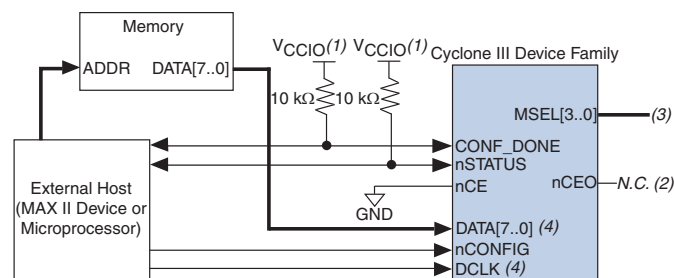 Memory
ADDR DATA[7..0]
VCCIO(1) VCCIO(1)
Cyclone III Device Family
10 kΩ 10 kΩ
MSEL[3..0] (3)
CONF_DONE
nSTATUS
nCE
nCEO N.C. (2)
GND
External Host
(MAX II Device or
Microprocessor)
DATA[7..0] (4)
nCONFIG
DCLK (4)